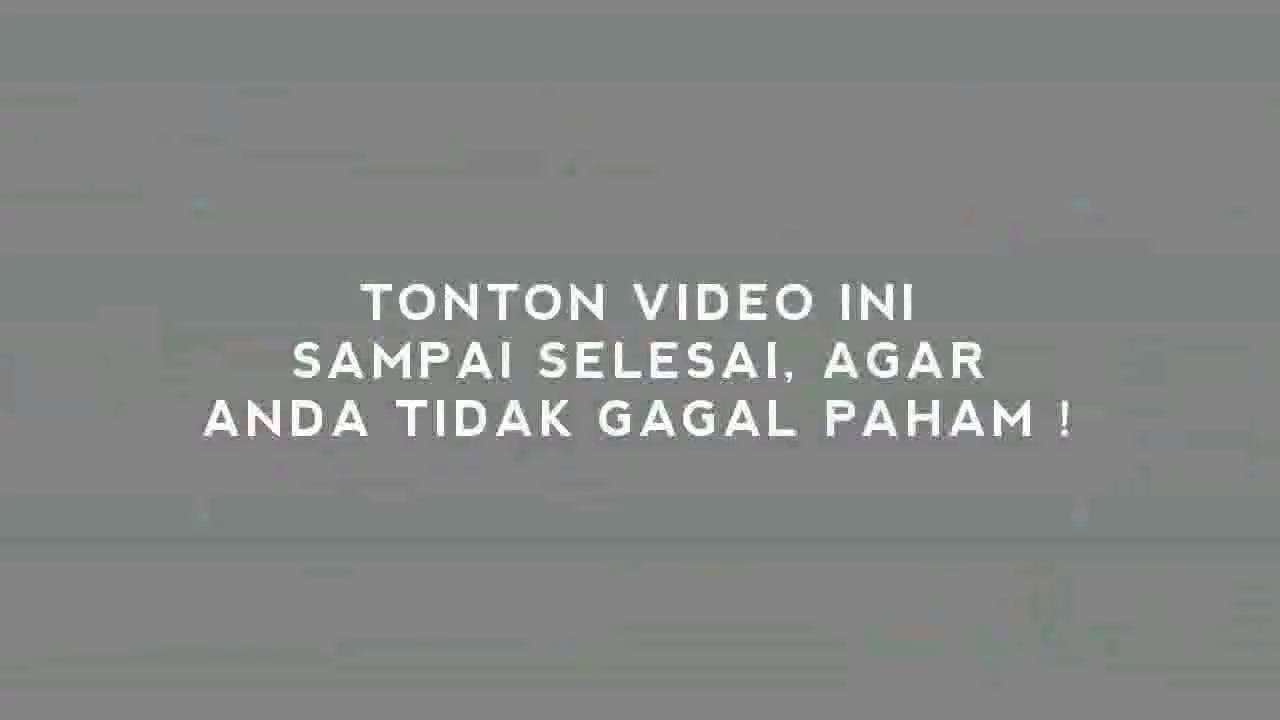 TONTON VIDEO INI
SAMPAI SELESAI, AGAR
ANDA TIDAK GAGAL PAHAM !